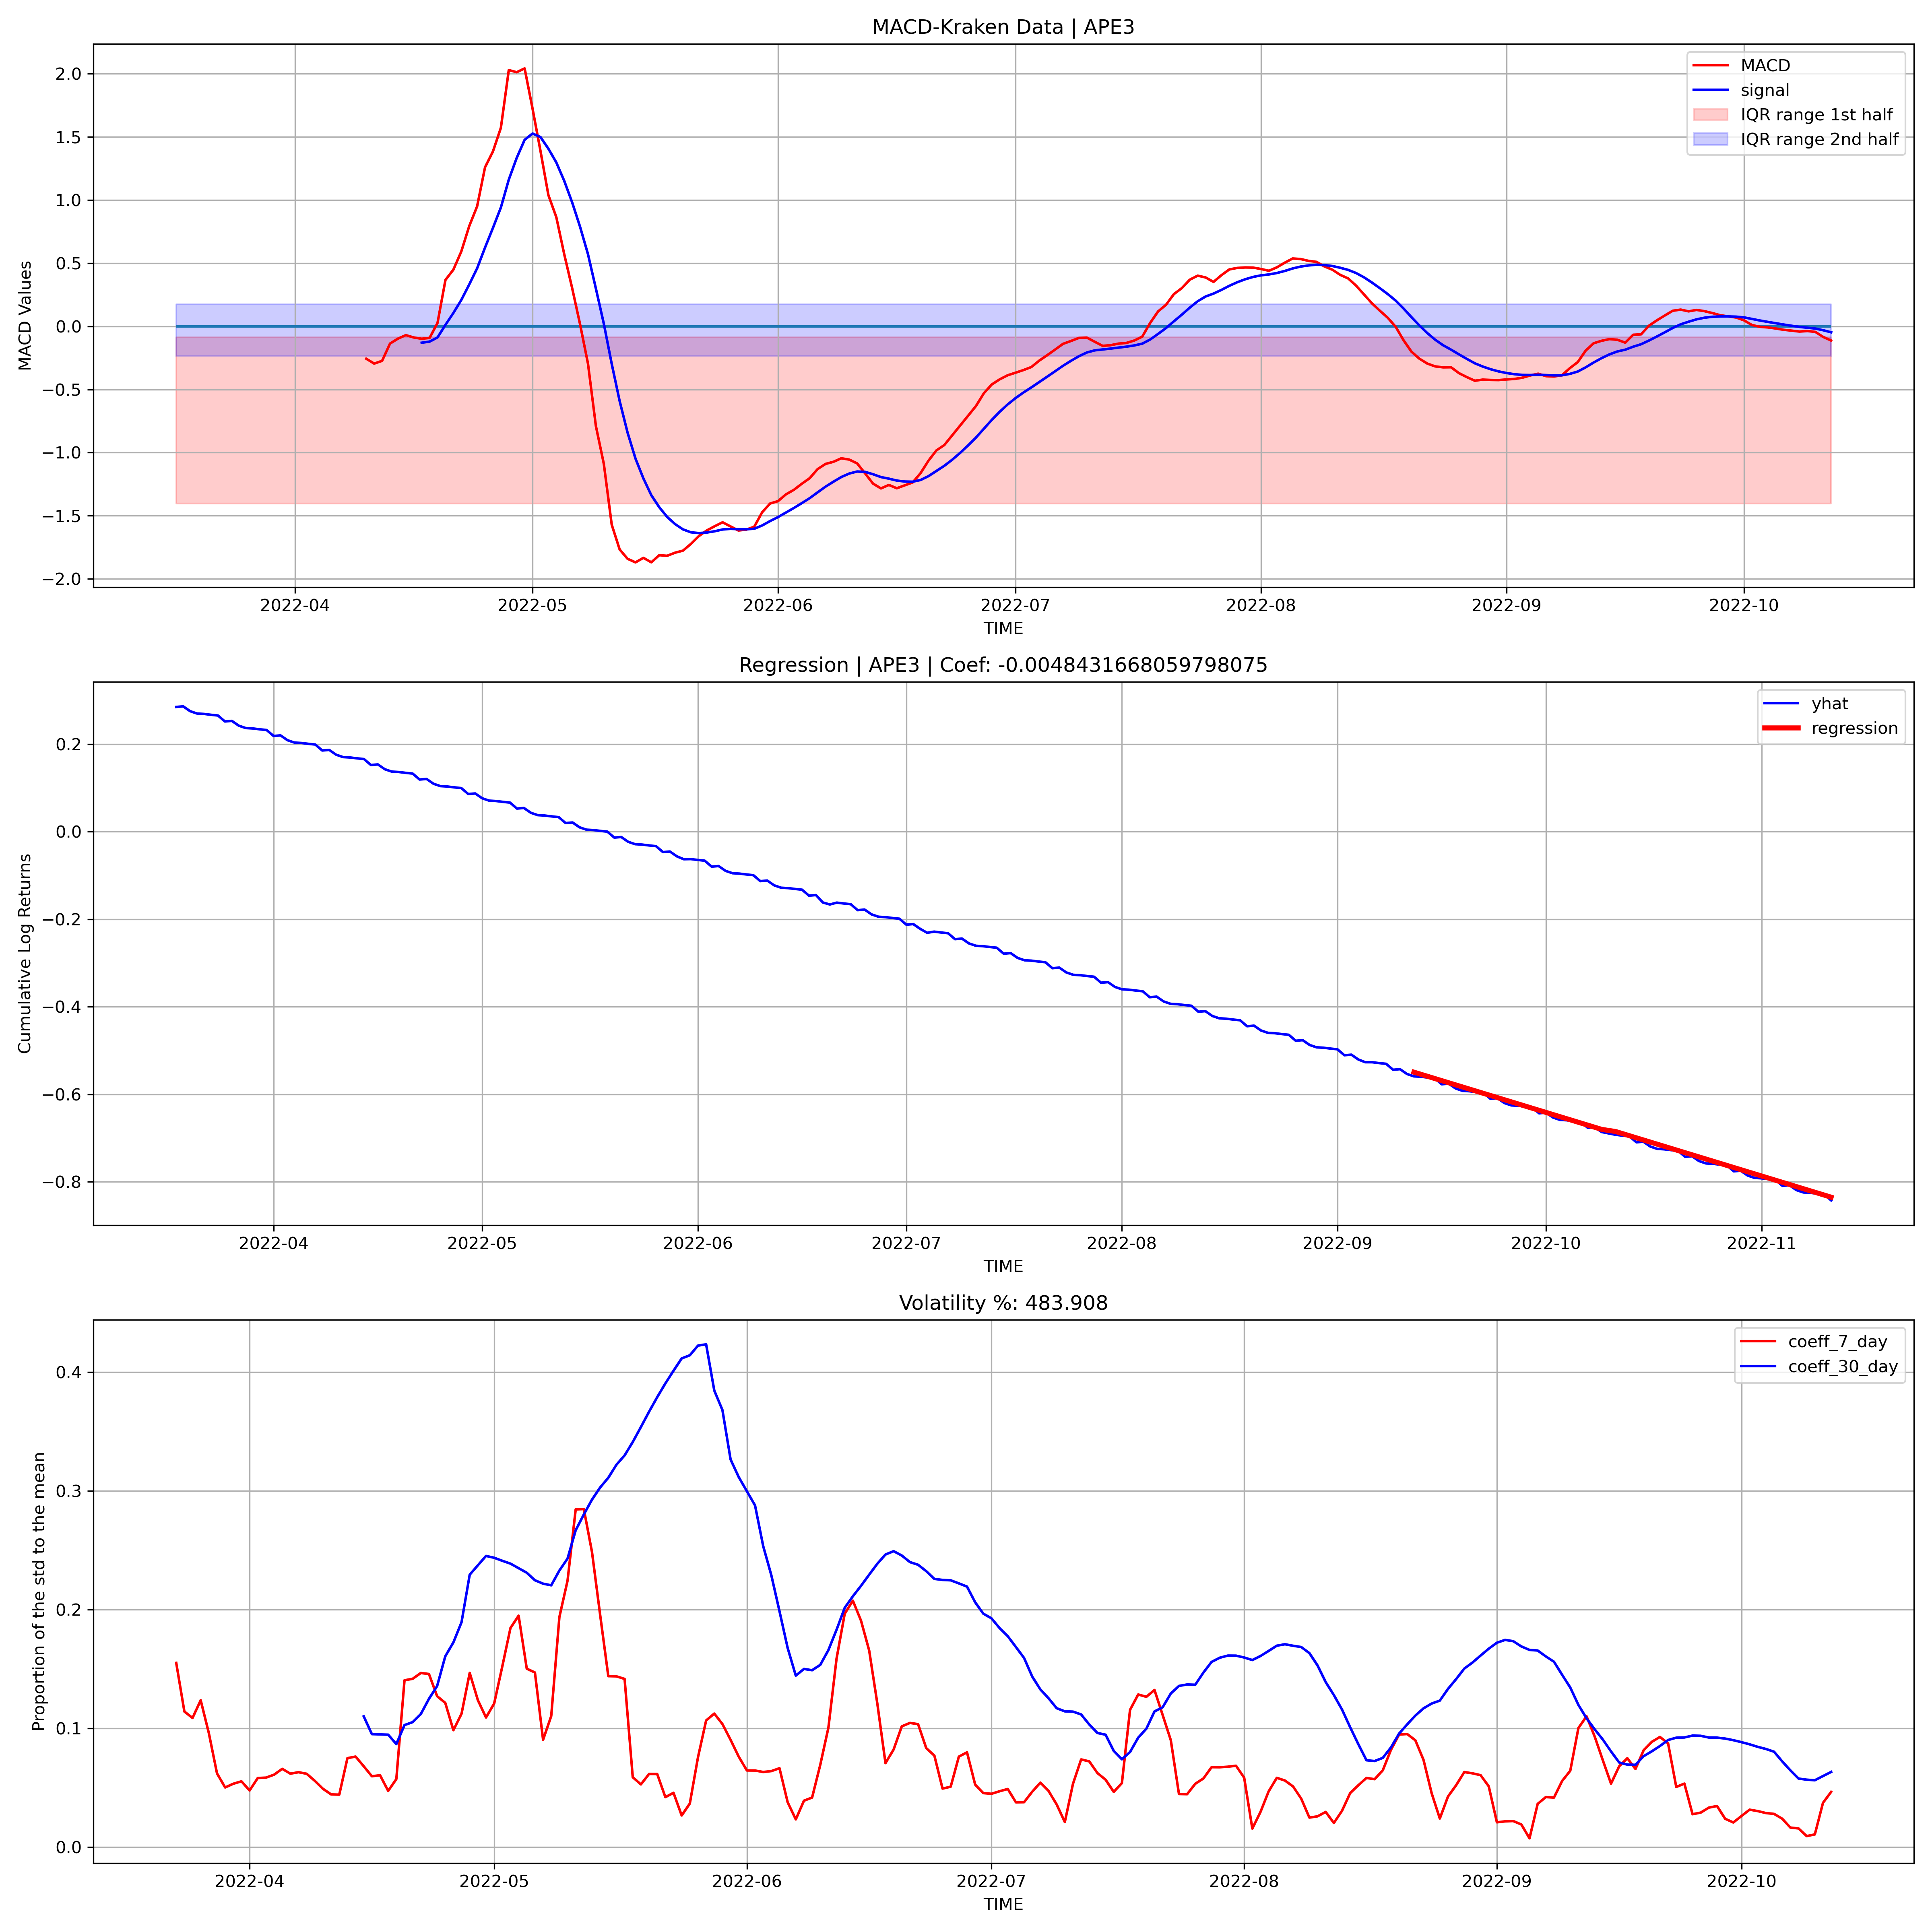 MACD-Kraken Data | APE3
MACD
signal
IQR range 1st half
IQR range 2nd half
MACD Values
2.0
1.5
1.0
0.5
0.0
−0.5
−1.0
−1.5
−2.0
2022-04 2022-05 2022-06 2022-07 2022-08 2022-09 2022-10
TIME
Regression | APE3 | Coef: -0.0048431668059798075
yhat
regression
Cumulative Log Returns
0.2
0.0
−0.2
−0.4
−0.6
−0.8
2022-04 2022-05 2022-06 2022-07 2022-08 2022-09 2022-10 2022-11
TIME
Volatility %: 483.908
coeff_7_day
coeff_30_day
Proportion of the std to the mean
0.4
0.3
0.2
0.1
0.0
2022-04 2022-05 2022-06 2022-07 2022-08 2022-09 2022-10
TIME